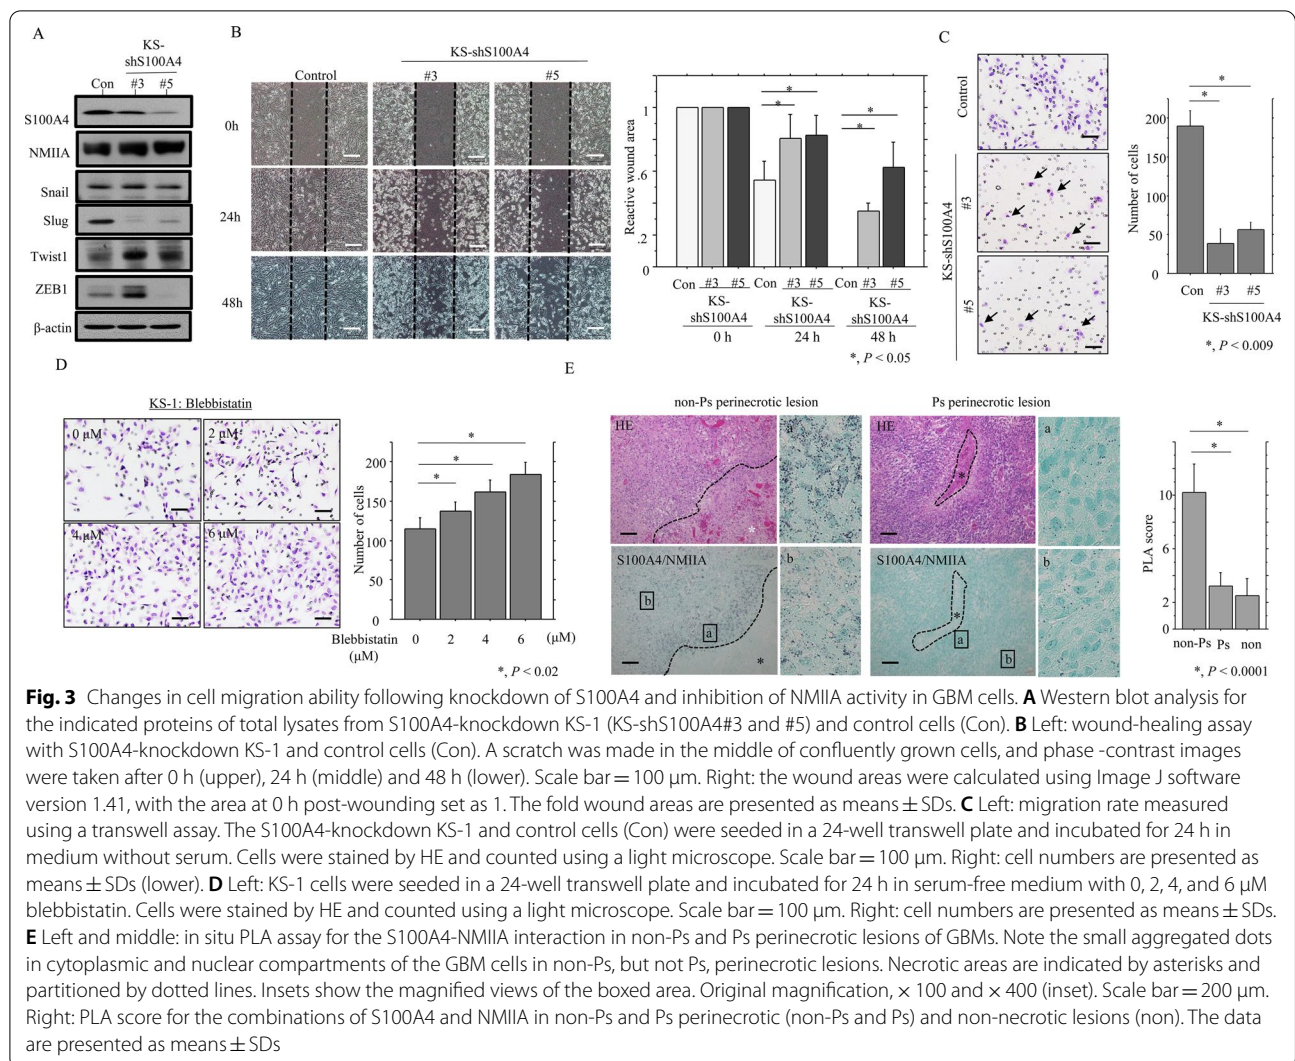 A
KS-
shS100A4
Con #3 #5
S100A4
NMIIA
Snail
Slug
Twist1
ZEB1
β-actin
B
KS-shS100A4
Control #3 #5
0h
24h
48h
Reactive wound area
1
.8
.6
.4
.2
0
* * * *
Con #3 #5 Con #3 #5 Con #3 #5
KS- KS- KS-
shS100A4 shS100A4 shS100A4
0 h 24 h 48 h
*, P < 0.05
C
Control
KS-shS100A4
#3
#5
Number of cells
200
150
100
50
0
* *
Con #3 #5
KS-shS100A4
*, P < 0.009
D
KS-1: Blebbistatin
0 µM 2 µM
4 µM 6 µM
Number of cells
200
150
100
50
0
* * *
Blebbistatin 0 2 4 6 (µM)
(µM)
*, P < 0.02
E
non-Ps perinecrotic lesion Ps perinecrotic lesion
HE a HE a
* *
S100A4/NMIIA b S100A4/NMIIA b
b a * * a b
PLA score
10
6
2
0
* *
non-Ps Ps non
*, P < 0.0001
Fig. 3 Changes in cell migration ability following knockdown of S100A4 and inhibition of NMIIA activity in GBM cells. A Western blot analysis for
the indicated proteins of total lysates from S100A4-knockdown KS-1 (KS-shS100A4#3 and #5) and control cells (Con). B Left: wound-healing assay
with S100A4-knockdown KS-1 and control cells (Con). A scratch was made in the middle of confluently grown cells, and phase -contrast images
were taken after 0 h (upper), 24 h (middle) and 48 h (lower). Scale bar = 100 µm. Right: the wound areas were calculated using Image J software
version 1.41, with the area at 0 h post-wounding set as 1. The fold wound areas are presented as means ± SDs. C Left: migration rate measured
using a transwell assay. The S100A4-knockdown KS-1 and control cells (Con) were seeded in a 24-well transwell plate and incubated for 24 h in
medium without serum. Cells were stained by HE and counted using a light microscope. Scale bar = 100 µm. Right: cell numbers are presented as
means ± SDs (lower). D Left: KS-1 cells were seeded in a 24-well transwell plate and incubated for 24 h in serum-free medium with 0, 2, 4, and 6 µM
blebbistatin. Cells were stained by HE and counted using a light microscope. Scale bar = 100 µm. Right: cell numbers are presented as means ± SDs.
E Left and middle: in situ PLA assay for the S100A4-NMIIA interaction in non-Ps and Ps perinecrotic lesions of GBMs. Note the small aggregated dots
in cytoplasmic and nuclear compartments of the GBM cells in non-Ps, but not Ps, perinecrotic lesions. Necrotic areas are indicated by asterisks and
partitioned by dotted lines. Insets show the magnified views of the boxed area. Original magnification, × 100 and × 400 (inset). Scale bar = 200 µm.
Right: PLA score for the combinations of S100A4 and NMIIA in non-Ps and Ps perinecrotic (non-Ps and Ps) and non-necrotic lesions (non). The data
are presented as means ± SDs